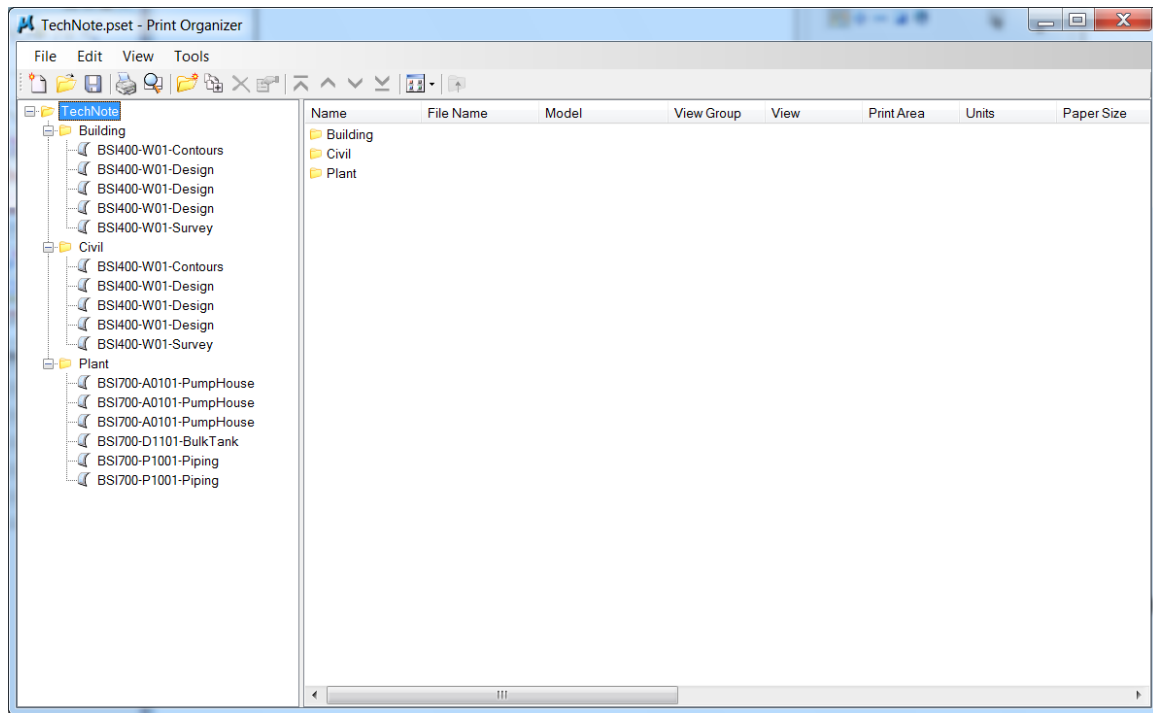 TechNote.pset - Print Organizer
File Edit View Tools
TechNote
Building
BSI400-W01-Contours
BSI400-W01-Design
BSI400-W01-Design
BSI400-W01-Design
BSI400-W01-Survey
Civil
BSI400-W01-Contours
BSI400-W01-Design
BSI400-W01-Design
BSI400-W01-Design
BSI400-W01-Survey
Plant
BSI700-A0101-PumpHouse
BSI700-A0101-PumpHouse
BSI700-A0101-PumpHouse
BSI700-D1101-BulkTank
BSI700-P1001-Piping
BSI700-P1001-Piping
Name File Name Model View Group View Print Area Units Paper Size
Building
Civil
Plant